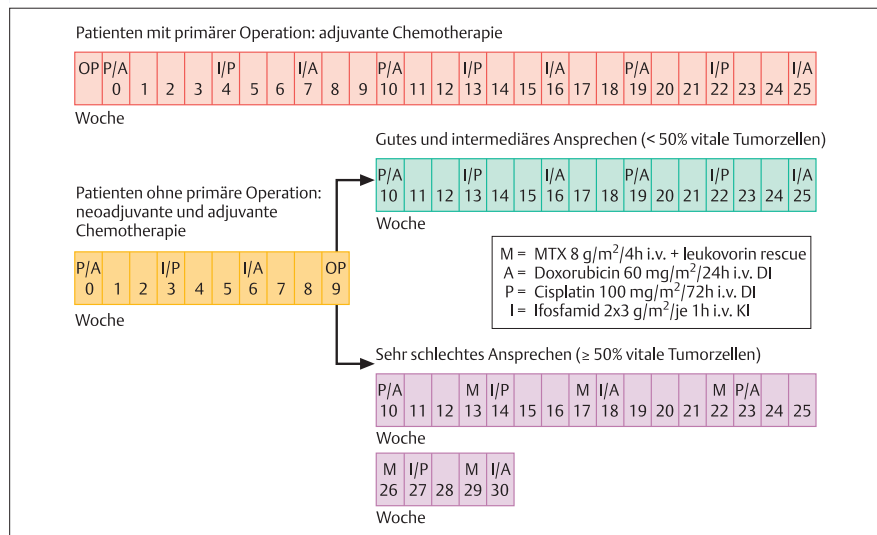 Patienten mit primärer Operation: adjuvante Chemotherapie
OP P/A I/P I/A P/A I/P I/A P/A I/P I/A
0 1 2 3 4 5 6 7 8 9 10 11 12 13 14 15 16 17 18 19 20 21 22 23 24 25
Woche
Gutes und intermediäres Ansprechen (< 50% vitale Tumorzellen)
P/A I/P I/A P/A I/P I/A
10 11 12 13 14 15 16 17 18 19 20 21 22 23 24 25
Woche
Patienten ohne primäre Operation:
neoadjuvante und adjuvante
Chemotherapie
P/A I/P I/A OP
0 1 2 3 4 5 6 7 8 9
Woche
M = MTX 8 g/m²/4h i.v. + leukovorin rescue
A = Doxorubicin 60 mg/m²/24h i.v. DI
P = Cisplatin 100 mg/m²/72h i.v. DI
I = Ifosfamid 2x3 g/m²/je 1h i.v. KI
Sehr schlechtes Ansprechen (≥ 50% vitale Tumorzellen)
P/A M I/P M I/A M P/A
10 11 12 13 14 15 16 17 18 19 20 21 22 23 24 25
Woche
M I/P M I/A
26 27 28 29 30
Woche